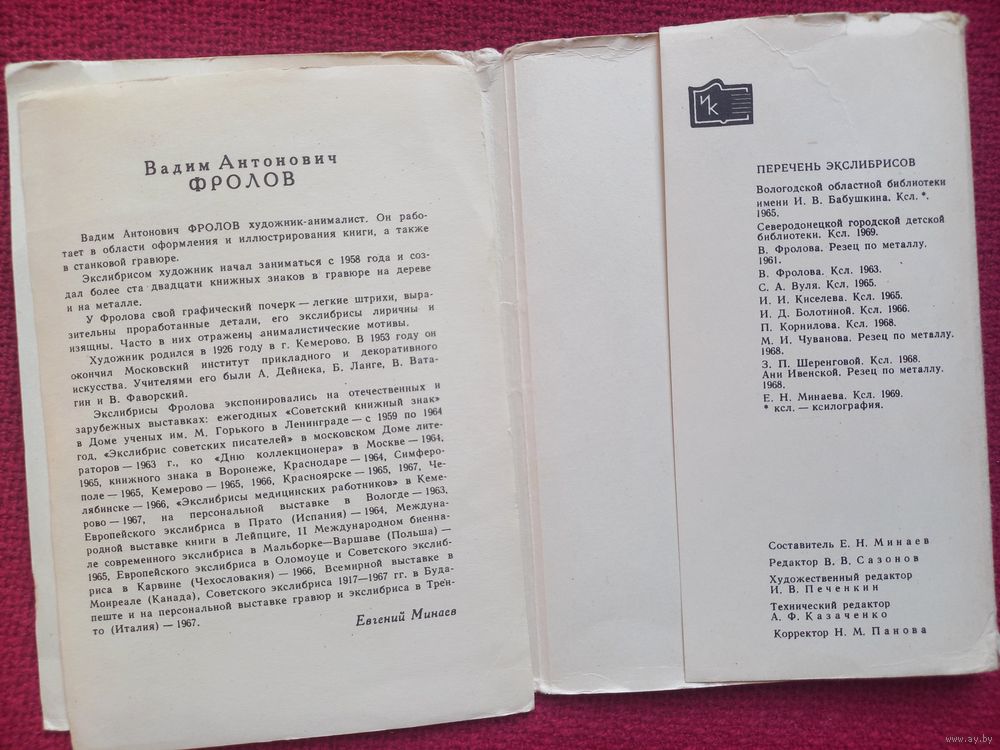 Вадим Антонович
ФРОЛОВ
Вадим Антонович ФРОЛОВ художник-анималист. Он рабо-
тает в области оформления и иллюстрирования книги, а также
в станковой гравюре.
Экслибрисом художник начал заниматься с 1958 года и соз-
дал более ста двадцати книжных знаков в гравюре на дереве
и на металле.
У Фролова свой графический почерк — легкие штрихи, выра-
зительны проработанные детали, его экслибрисы лиричны и
изящны. Часто в них отражены анималистические мотивы.
Художник родился в 1926 году в г. Кемерово. В 1953 году он
окончил Московский институт прикладного и декоративного
искусства. Учителями его были А. Дейнека, Б. Ланге, В. Вата-
гин и В. Фаворский.
Экслибрисы Фролова экспонировались на отечественных и
зарубежных выставках: ежегодных «Советский книжный знак»
в Доме ученых им. М. Горького в Ленинграде — с 1959 по 1964
год, «Экслибрис советских писателей» в московском Доме лите-
раторов — 1963 г., ко «Дню коллекционера» в Москве — 1964,
1965, книжного знака в Воронеже, Краснодаре — 1964, Симферо-
поле — 1965, Кемерово — 1965, 1966, Красноярске — 1965, 1967, Че-
лябинске — 1966, «Экслибрисы медицинских работников» в Кеме-
рово — 1967, на персональной выставке в Вологде — 1963,
Европейского экслибриса в Прато (Испания) — 1964, Междуна-
родной выставке книги в Лейпциге, II Международном биенна-
ле современного экслибриса в Мальборке—Варшаве (Польша) —
1965, Европейского экслибриса в Оломоуце и Советского экслиб-
риса в Карвине (Чехословакия) — 1966, Всемирной выставке в
Моиреале (Канада), Советского экслибриса 1917—1967 гг. в Буда-
пеште и на персональной выставке гравюр и экслибриса в Трен-
то (Италия) — 1967.
Евгений Минаев
ИК
ПЕРЕЧЕНЬ ЭКСЛИБРИСОВ
Вологодской областной библиотеки
имени И. В. Бабушкина. Ксл.*.
1965.
Северодонецкой городской детской
библиотеки. Ксл. 1969.
В. Фролова. Резец по металлу.
1961.
В. Фролова. Ксл. 1963.
С. А. Вуля. Ксл. 1965.
И. И. Киселева. Ксл. 1965.
И. Д. Болотиной. Ксл. 1966.
П. Корнилова. Ксл. 1968.
М. И. Чуванова. Резец по металлу.
1968.
З. П. Шеренговой. Ксл. 1968.
Ани Ивенской. Резец по металлу.
1968.
Е. Н. Минаева. Ксл. 1969.
* ксл. — ксилография.
Составитель Е. Н. Минаев
Редактор В. В. Сазонов
Художественный редактор
И. В. Печенкин
Технический редактор
А. Ф. Казаченко
Корректор Н. М. Панова
www.ay.by